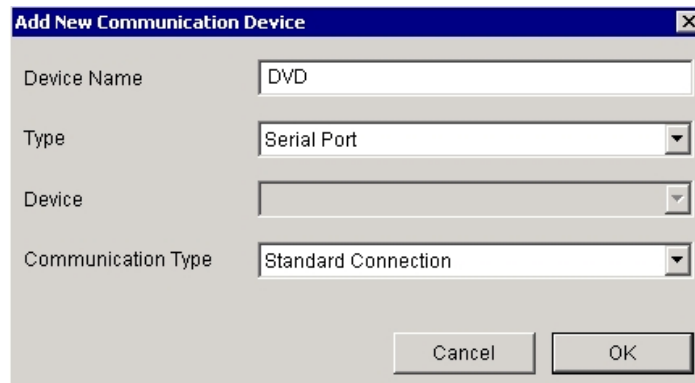 Add New Communication Device
Device Name DVD
Type Serial Port
Device
Communication Type Standard Connection
Cancel OK